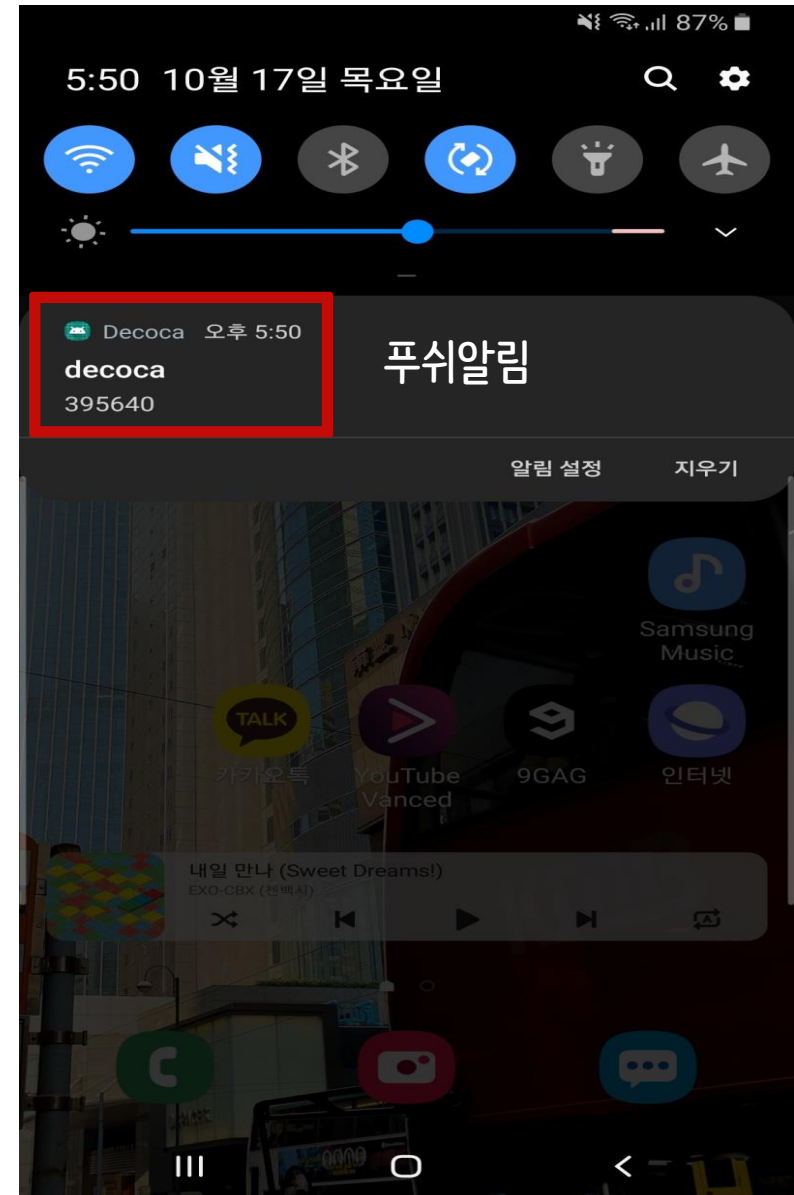 87%
5:50 10월 17일 목요일
Decoca 오후 5:50
decoca
395640
푸쉬알림
알림 설정 지우기
Samsung
Music
TALK
카카오톡
YouTube
Vanced
9GAG
인터넷
내일 만나 (Sweet Dreams!)
EXO-CBX (첸백시)